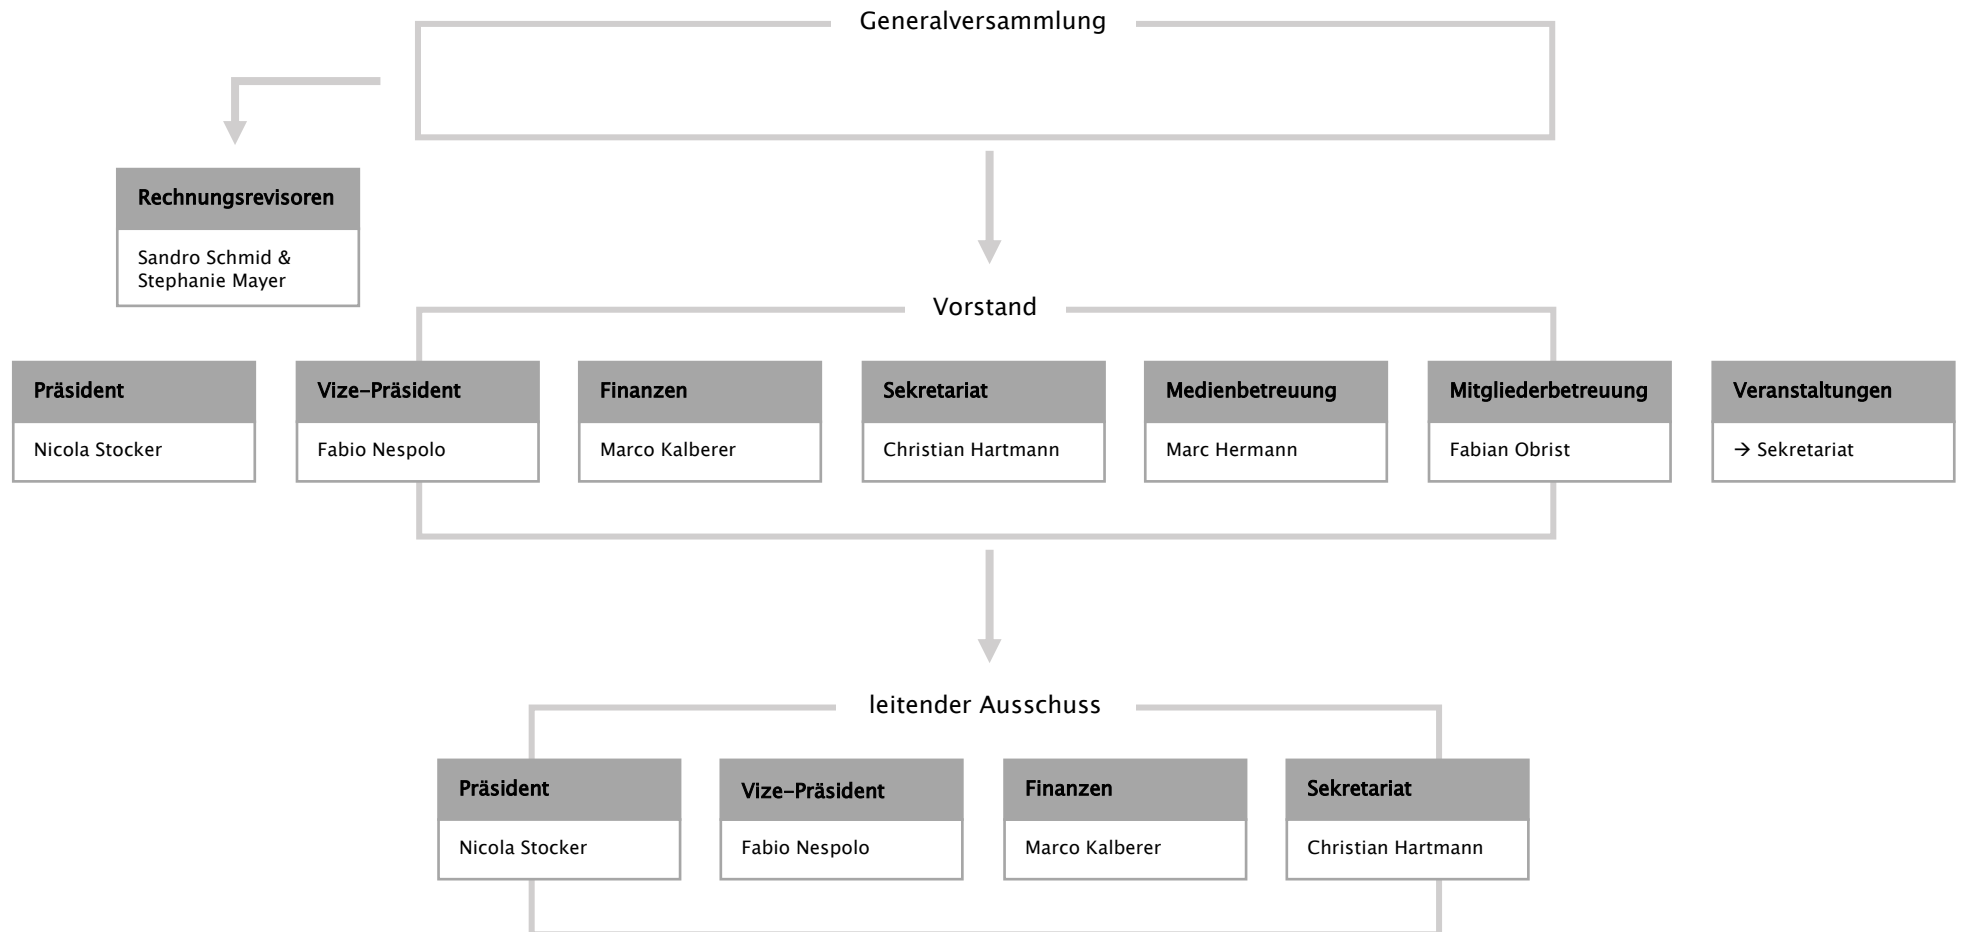 Generalversammlung
Rechnungsrevisoren
Sandro Schmid &
Stephanie Mayer
Vorstand
Präsident
Nicola Stocker
Vize-Präsident
Fabio Nespolo
Finanzen
Marco Kalberer
Sekretariat
Christian Hartmann
Medienbetreuung
Marc Hermann
Mitgliederbetreuung
Fabian Obrist
Veranstaltungen
→ Sekretariat
leitender Ausschuss
Präsident
Nicola Stocker
Vize-Präsident
Fabio Nespolo
Finanzen
Marco Kalberer
Sekretariat
Christian Hartmann